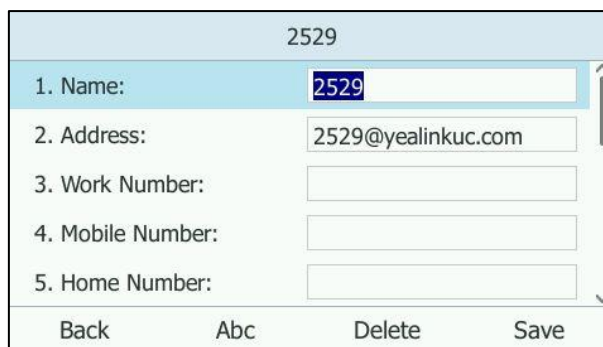 2529
1. Name: 2529
2. Address: 2529@yealinkuc.com
3. Work Number:
4. Mobile Number:
5. Home Number:
Back Abc Delete Save